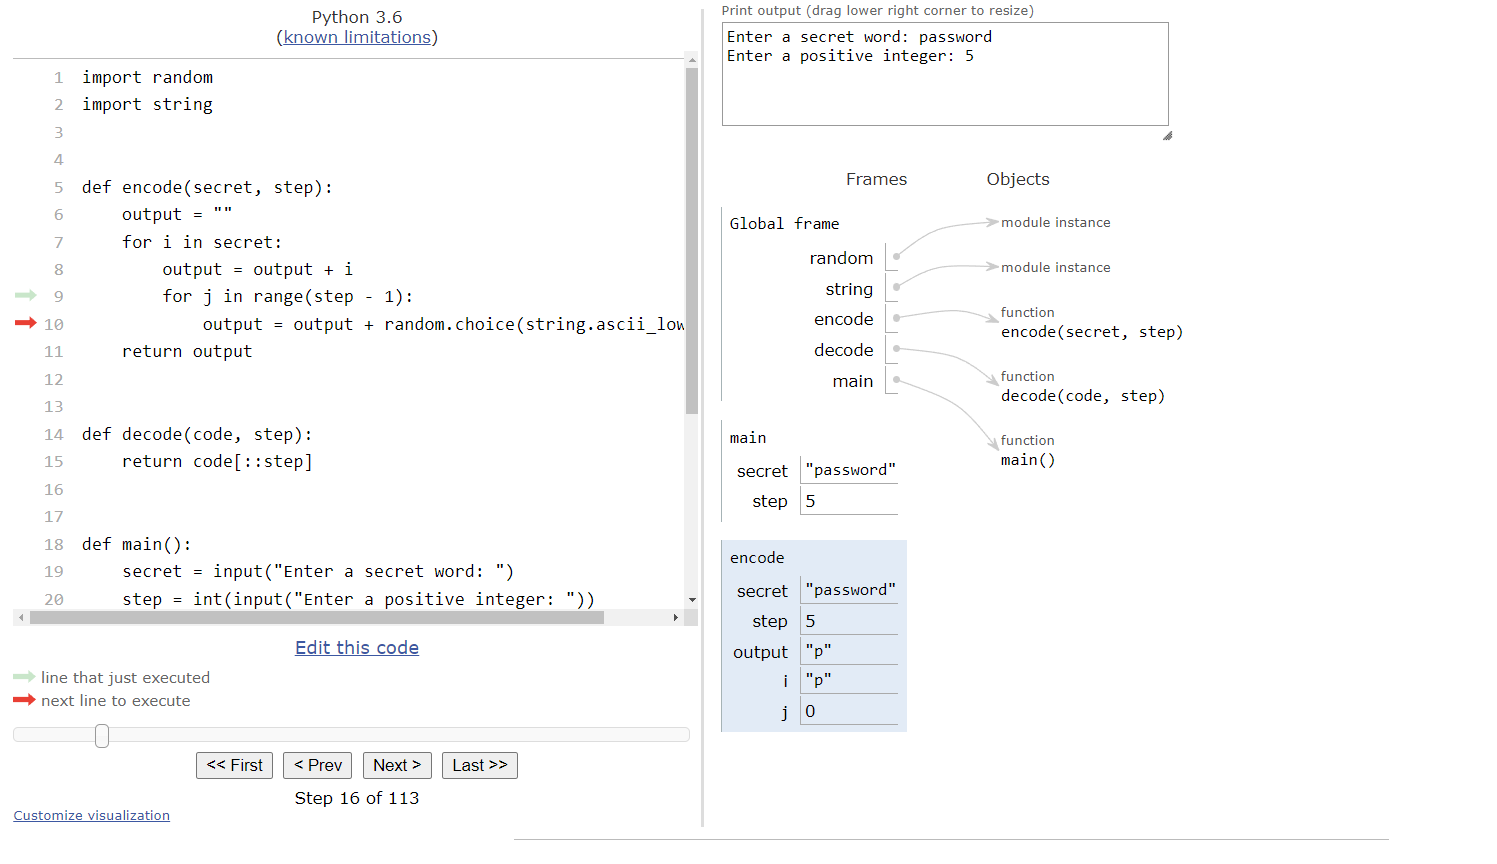 Python 3.6
(known limitations)
1 import random
2 import string
3
4
5 def encode(secret, step):
6     output = ""
7     for i in secret:
8         output = output + i
9         for j in range(step - 1):
10             output = output + random.choice(string.ascii_low
11     return output
12
13
14 def decode(code, step):
15     return code[::step]
16
17
18 def main():
19     secret = input("Enter a secret word: ")
20     step = int(input("Enter a positive integer: "))
Edit this code
line that just executed
next line to execute
<< First < Prev Next > Last >>
Step 16 of 113
Customize visualization
Print output (drag lower right corner to resize)
Enter a secret word: password
Enter a positive integer: 5
Frames Objects
Global frame
random module instance
string module instance
encode function
encode(secret, step)
decode function
decode(code, step)
main function
main()
main
secret "password"
step 5
encode
secret "password"
step 5
output "p"
i "p"
j 0